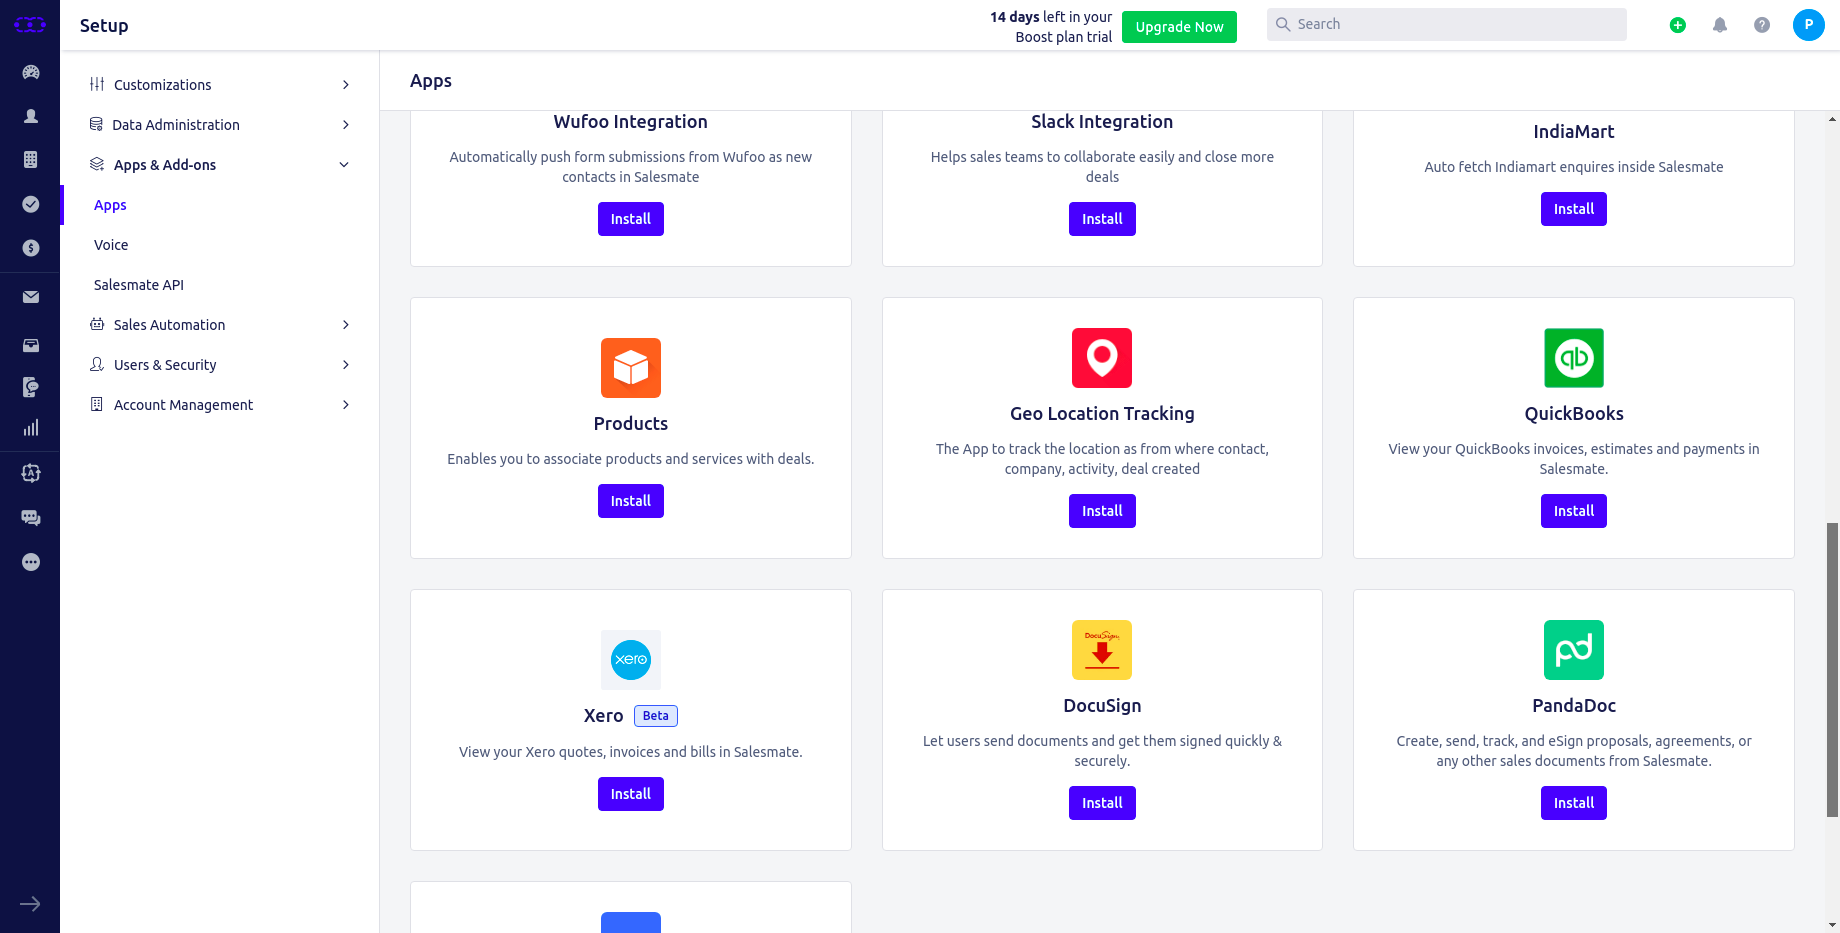 Setup
14 days left in your
Boost plan trial
Upgrade Now
Search
P
Customizations
Data Administration
Apps & Add-ons
Apps
Voice
Salesmate API
Sales Automation
Users & Security
Account Management
Apps
Wufoo Integration
Automatically push form submissions from Wufoo as new
contacts in Salesmate
Install
Slack Integration
Helps sales teams to collaborate easily and close more
deals
Install
IndiaMart
Auto fetch Indiamart enquires inside Salesmate
Install
Products
Enables you to associate products and services with deals.
Install
Geo Location Tracking
The App to track the location as from where contact,
company, activity, deal created
Install
qb
QuickBooks
View your QuickBooks invoices, estimates and payments in
Salesmate.
Install
xero
Xero Beta
View your Xero quotes, invoices and bills in Salesmate.
Install
DocuSign
DocuSign
Let users send documents and get them signed quickly &
securely.
Install
pd
PandaDoc
Create, send, track, and eSign proposals, agreements, or
any other sales documents from Salesmate.
Install